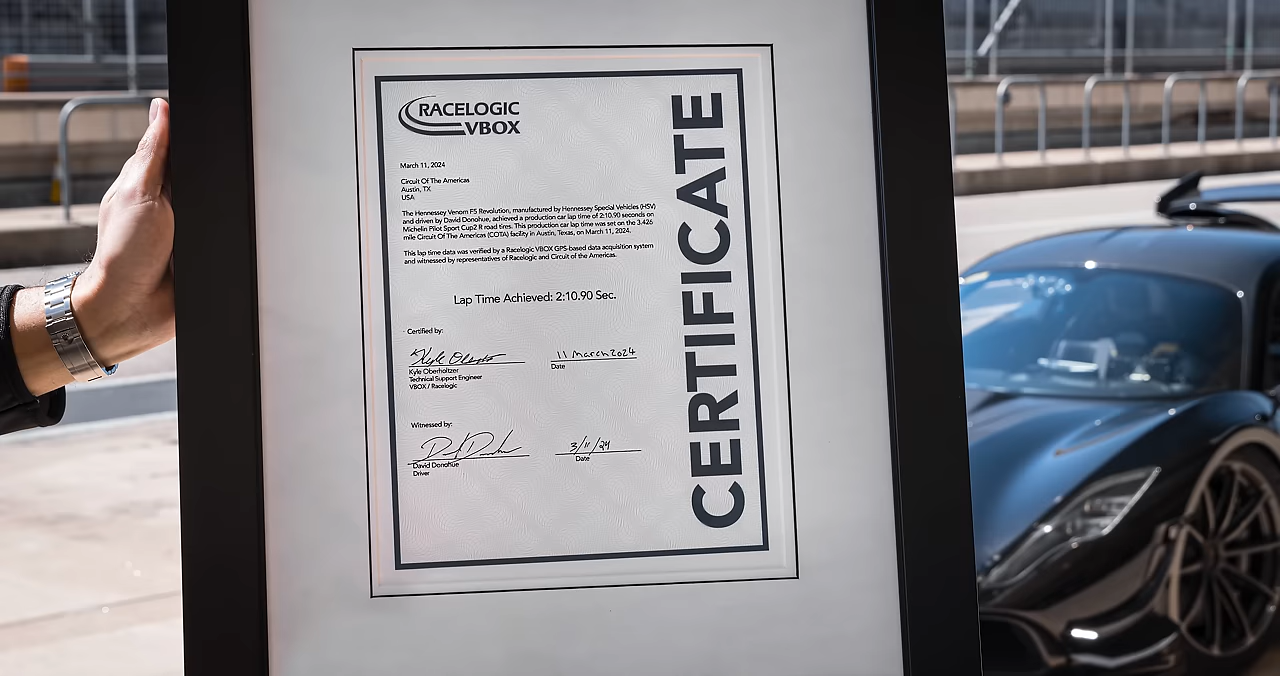 RACELOGIC
VBOX
CERTIFICATE
March 11, 2024
Circuit Of The Americas
Austin, TX
USA
The Hennessey Venom F5 Revolution, manufactured by Hennessey Special Vehicles (HSV)
and driven by David Donohue, achieved a production car lap time of 2:10.90 seconds on
Michelin Pilot Sport Cup2 R road tires. This production car lap time was set on the 3.426
mile Circuit Of The Americas (COTA) facility in Austin, Texas, on March 11, 2024.
This lap time data was verified by a Racelogic VBOX GPS-based data acquisition system
and witnessed by representatives of Racelogic and Circuit of the Americas.
Lap Time Achieved: 2:10.90 Sec.
Certified by:
Kyle Oberholtzer
11 March 2024
Kyle Oberholtzer
Date
Technical Support Engineer
VBOX / Racelogic
Witnessed by:
3/11/24
David Donohue
Date
Driver